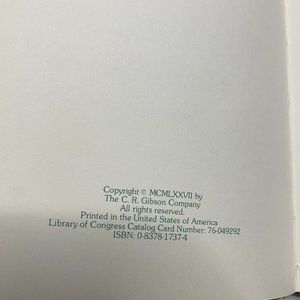 Copyright © MCMLXXVII by
The C. R. Gibson Company
All rights reserved.
Printed in the United States of America
Library of Congress Catalog Card Number: 76-049292
ISBN: 0-8378-1737-4